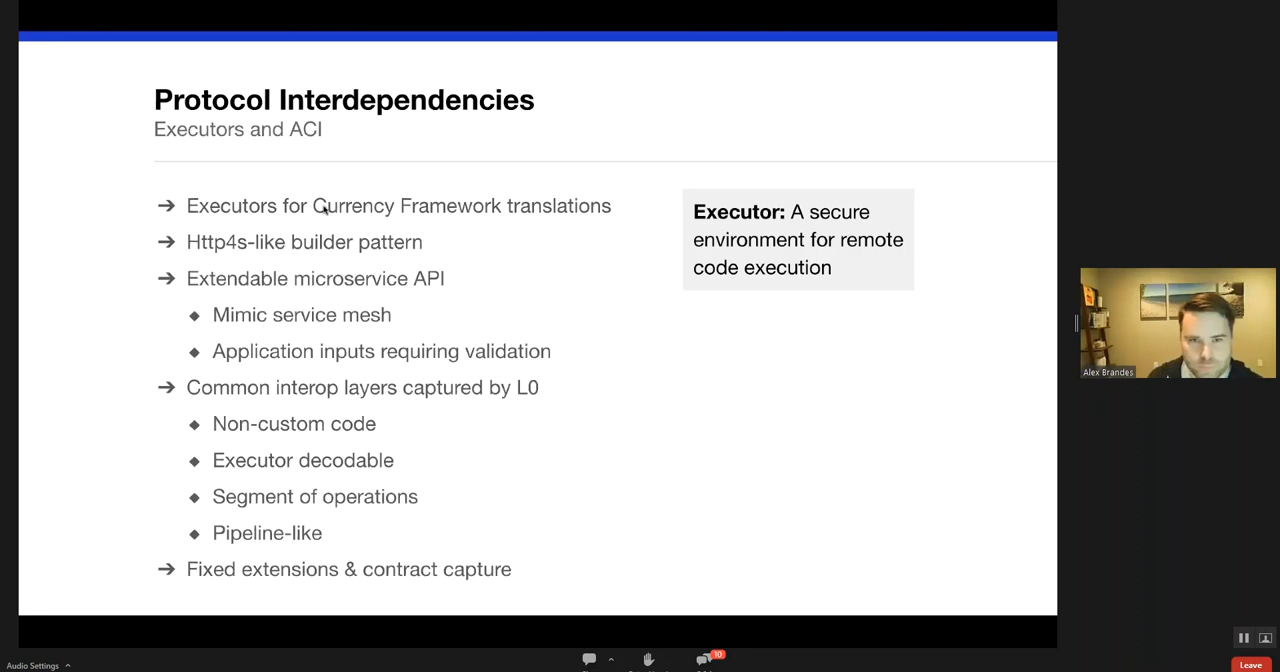 Protocol Interdependencies
Executors and ACI
➔ Executors for Currency Framework translations
➔ Http4s-like builder pattern
➔ Extendable microservice API
◆ Mimic service mesh
◆ Application inputs requiring validation
➔ Common interop layers captured by L0
◆ Non-custom code
◆ Executor decodable
◆ Segment of operations
◆ Pipeline-like
➔ Fixed extensions & contract capture
Executor: A secure
environment for remote
code execution
Alex Brandes
Audio Settings
10
Leave